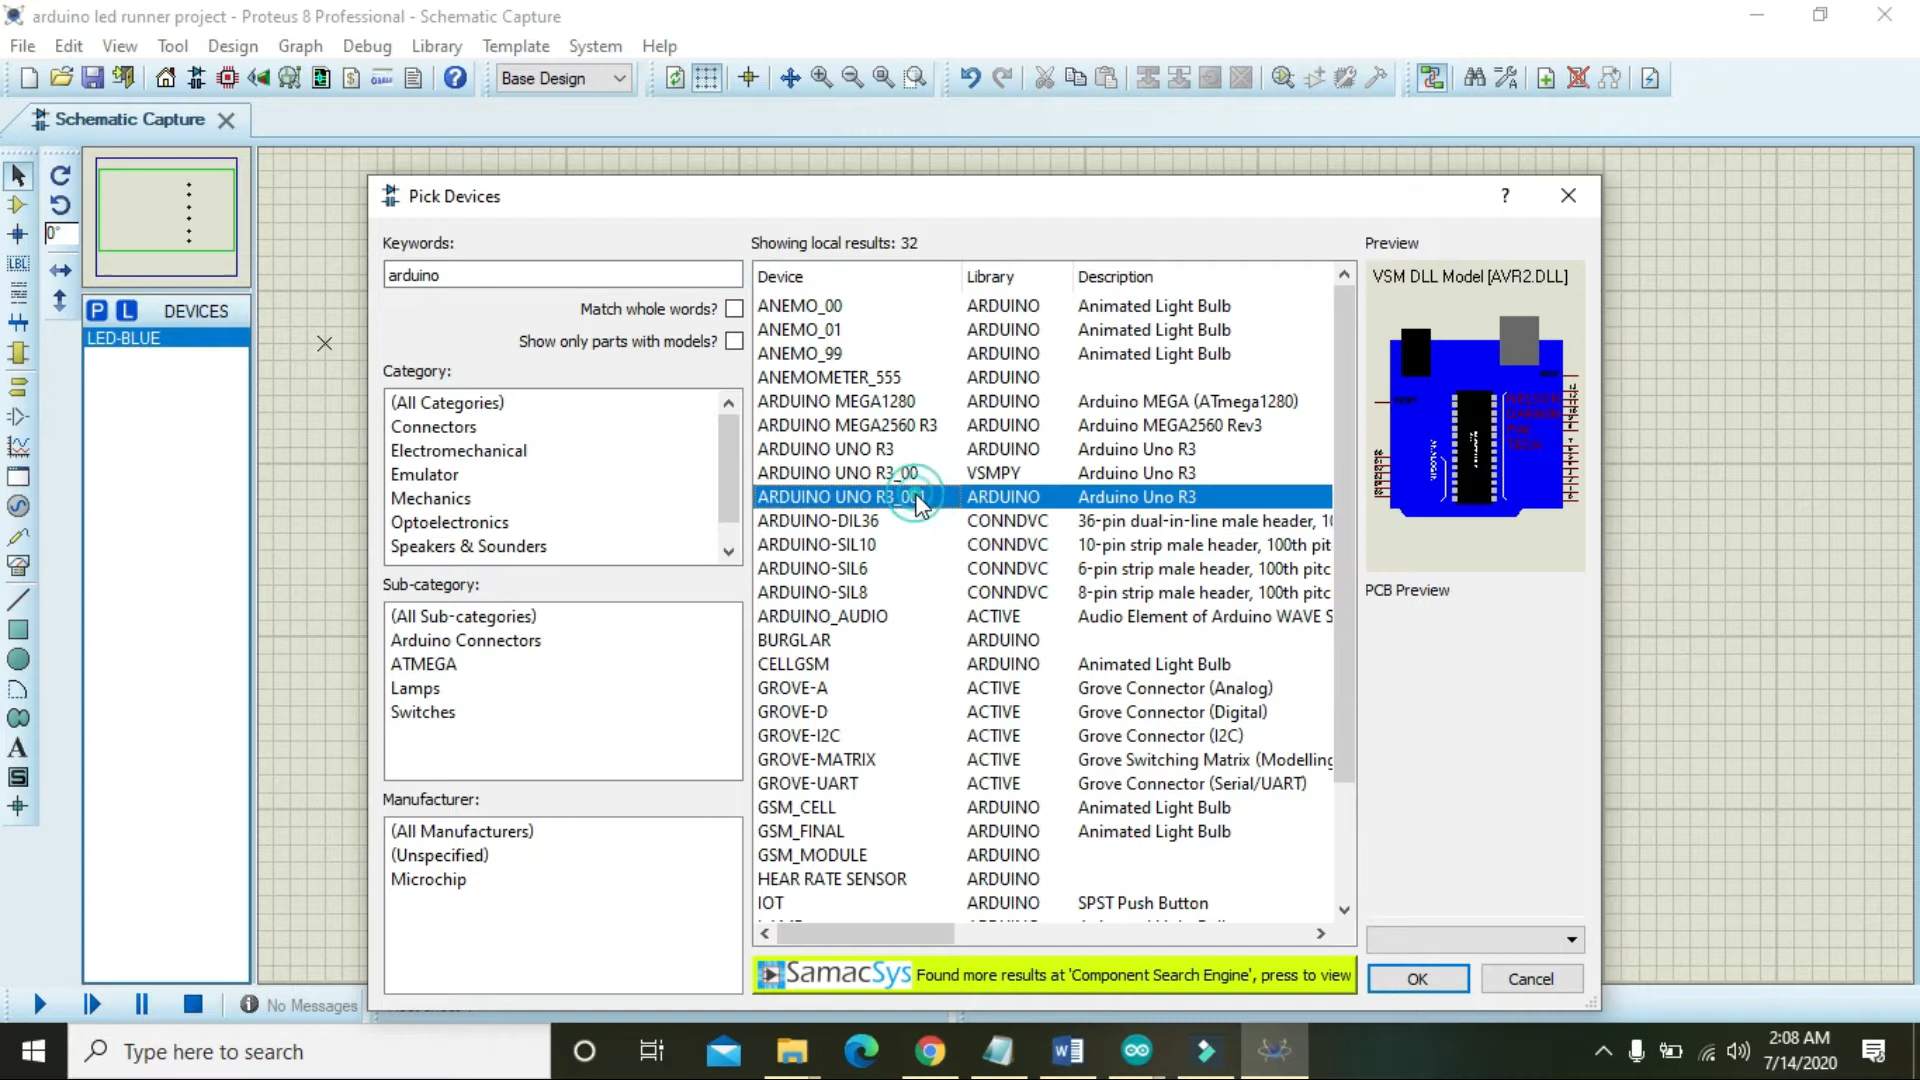 arduino led runner project - Proteus 8 Professional - Schematic Capture
File Edit View Tool Design Graph Debug Library Template System Help
Base Design
Schematic Capture
0°
LBL
P L DEVICES
LED-BLUE
Pick Devices
?
Keywords:
arduino
Match whole words?
Show only parts with models?
Category:
(All Categories)
Connectors
Electromechanical
Emulator
Mechanics
Optoelectronics
Speakers & Sounders
Sub-category:
(All Sub-categories)
Arduino Connectors
ATMEGA
Lamps
Switches
Manufacturer:
(All Manufacturers)
(Unspecified)
Microchip
Showing local results: 32
Device Library Description
ANEMO_00 ARDUINO Animated Light Bulb
ANEMO_01 ARDUINO Animated Light Bulb
ANEMO_99 ARDUINO Animated Light Bulb
ANEMOMETER_555 ARDUINO
ARDUINO MEGA1280 ARDUINO Arduino MEGA (ATmega1280)
ARDUINO MEGA2560 R3 ARDUINO Arduino MEGA2560 Rev3
ARDUINO UNO R3 ARDUINO Arduino Uno R3
ARDUINO UNO R3_00 VSMPY Arduino Uno R3
ARDUINO UNO ARDUINO Arduino Uno R3
ARDUINO-DIL36 CONNDVC 36-pin dual-in-line male header, 10
ARDUINO-SIL10 CONNDVC 10-pin strip male header, 100th pit
ARDUINO-SIL6 CONNDVC 6-pin strip male header, 100th pitc
ARDUINO-SIL8 CONNDVC 8-pin strip male header, 100th pitc
ARDUINO_AUDIO ACTIVE Audio Element of Arduino WAVE S
BURGLAR ARDUINO
CELLGSM ARDUINO Animated Light Bulb
GROVE-A ACTIVE Grove Connector (Analog)
GROVE-D ACTIVE Grove Connector (Digital)
GROVE-I2C ACTIVE Grove Connector (I2C)
GROVE-MATRIX ACTIVE Grove Switching Matrix (Modelling
GROVE-UART ACTIVE Grove Connector (Serial/UART)
GSM_CELL ARDUINO Animated Light Bulb
GSM_FINAL ARDUINO Animated Light Bulb
GSM_MODULE ARDUINO
HEAR RATE SENSOR ARDUINO
IOT ARDUINO SPST Push Button
SamacSys Found more results at 'Component Search Engine', press to view
Preview
VSM DLL Model [AVR2.DLL]
PCB Preview
OK Cancel
No Messages
Type here to search
2:08 AM
7/14/2020